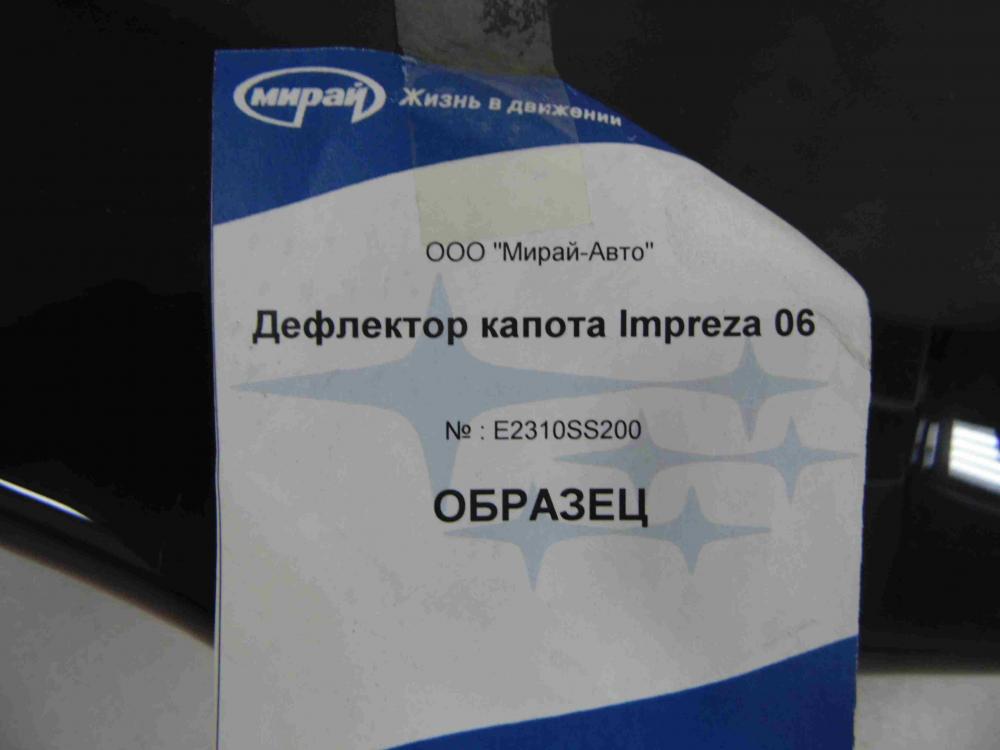 мирай Жизнь в движении
ООО "Мирай-Авто"
Дефлектор капота Impreza 06
№ : E2310SS200
ОБРАЗЕЦ